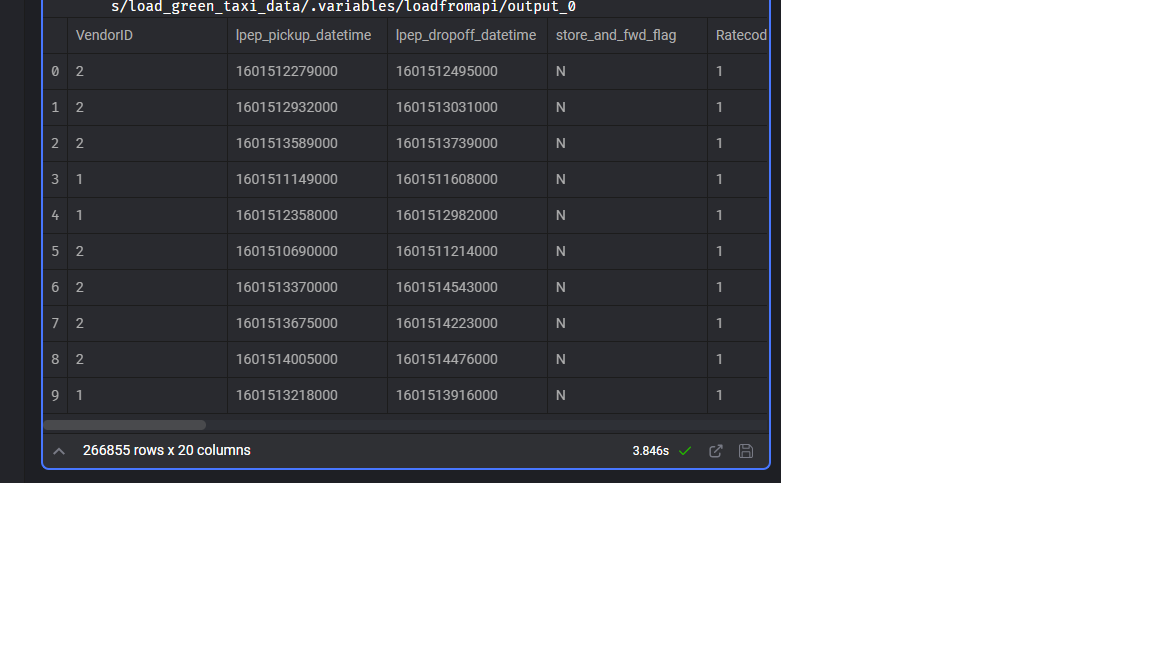 s/load_green_taxi_data/.variables/loadfromapi/output_0
VendorID lpep_pickup_datetime lpep_dropoff_datetime store_and_fwd_flag Ratecod
0 2 1601512279000 1601512495000 N 1
1 2 1601512932000 1601513031000 N 1
2 2 1601513589000 1601513739000 N 1
3 1 1601511149000 1601511608000 N 1
4 1 1601512358000 1601512982000 N 1
5 2 1601510690000 1601511214000 N 1
6 2 1601513370000 1601514543000 N 1
7 2 1601513675000 1601514223000 N 1
8 2 1601514005000 1601514476000 N 1
9 1 1601513218000 1601513916000 N 1
266855 rows x 20 columns 3.846s